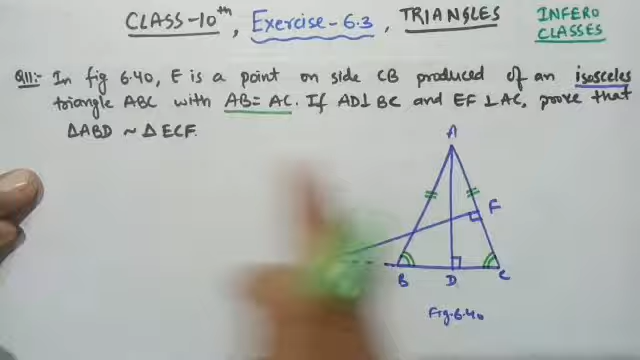 CLASS-10th, Exercise-6.3, TRIANGLES
INFERO
CLASSES
Q11:- In fig 6.40, E is a point on side CB produced of an isosceles
triangle ABC with AB=AC. If AD⊥BC and EF⊥AC, prove that
ΔABD ~ ΔECF.
A
F
B
D
C
Fig.6.40